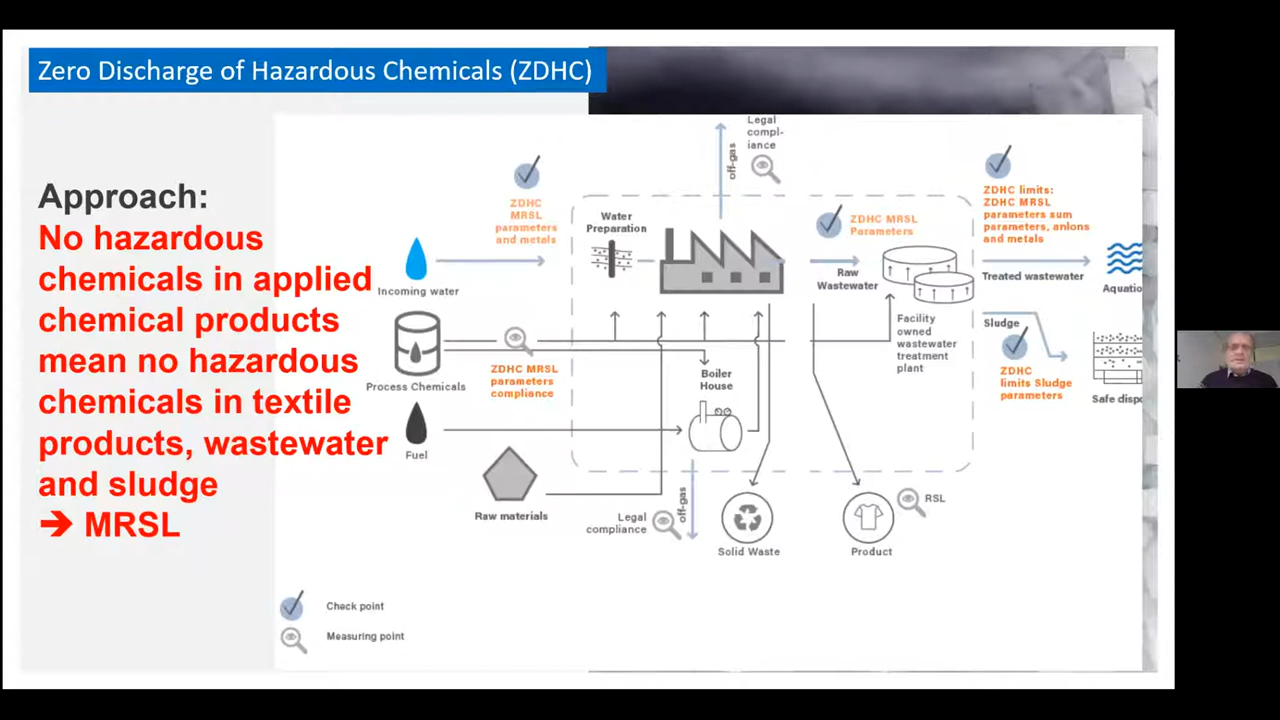 Zero Discharge of Hazardous Chemicals (ZDHC)
Approach:
No hazardous
chemicals in applied
chemical products
mean no hazardous
chemicals in textile
products, wastewater
and sludge
➔ MRSL
Legal
compl-
iance
off-gas
ZDHC
MRSL
parameters
and metals
Water
Preparation
ZDHC MRSL
Parameters
ZDHC limits:
ZDHC MRSL
parameters sum
parameters, anions
and metals
Incoming water
Raw
Wastewater
Treated wastewater
Aquatio
Process Chemicals
ZDHC MRSL
parameters
compliance
Boiler
House
Facility
owned
wastewater
treatment
plant
Sludge
ZDHC
limits Sludge
parameters
Safe dispo
Fuel
Raw materials
Legal
compliance
off-gas
Solid Waste
Product
RSL
Check point
Measuring point